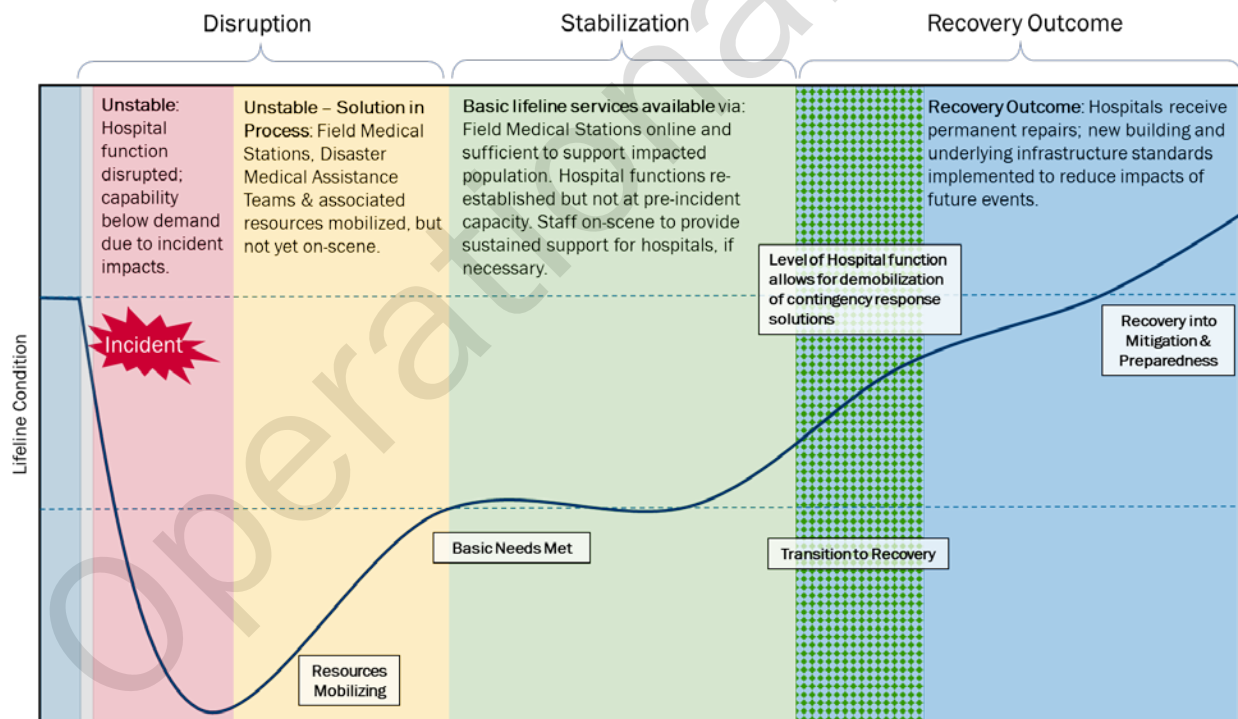 Disruption
Stabilization
Recovery Outcome
Unstable:
Hospital
function
disrupted;
capability
below demand
due to incident
impacts.
Unstable – Solution in
Process: Field Medical
Stations, Disaster
Medical Assistance
Teams & associated
resources mobilized, but
not yet on-scene.
Basic lifeline services available via:
Field Medical Stations online and
sufficient to support impacted
population. Hospital functions re-
established but not at pre-incident
capacity. Staff on-scene to provide
sustained support for hospitals, if
necessary.
Recovery Outcome: Hospitals receive
permanent repairs; new building and
underlying infrastructure standards
implemented to reduce impacts of
future events.
Level of Hospital function
allows for demobilization
of contingency response
solutions
Incident
Recovery into
Mitigation &
Preparedness
Lifeline Condition
Basic Needs Met
Transition to Recovery
Resources
Mobilizing
Operationa